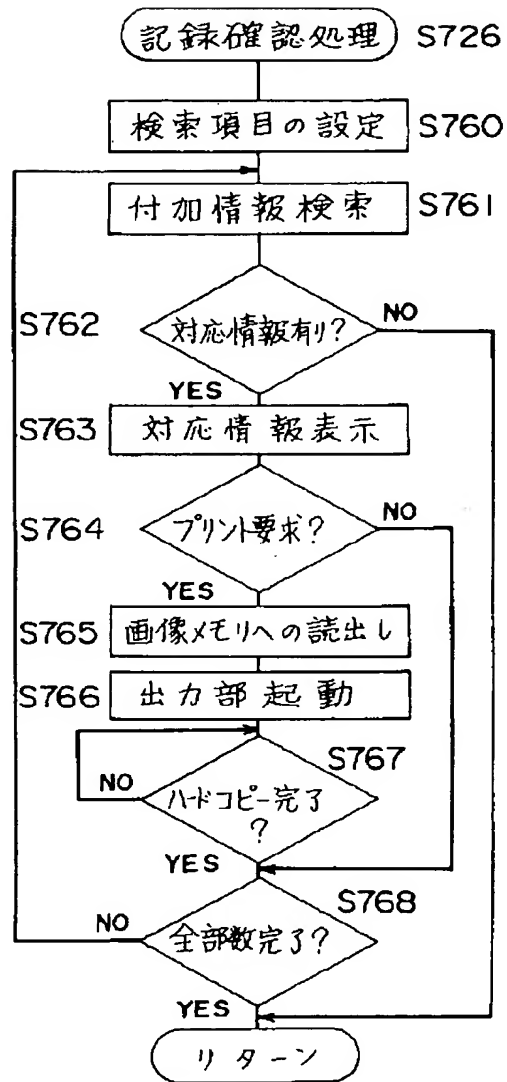 記録確認処理 S726
検索項目の設定 S760
付加情報検索 S761
S762 対応情報有り? NO
YES
S763 対応情報表示
S764 プリント要求? NO
YES
S765 画像メモリへの読出し
S766 出力部起動
S767
NO ハードコピー完了
?
YES
S768
NO 全部数完了?
YES
リターン